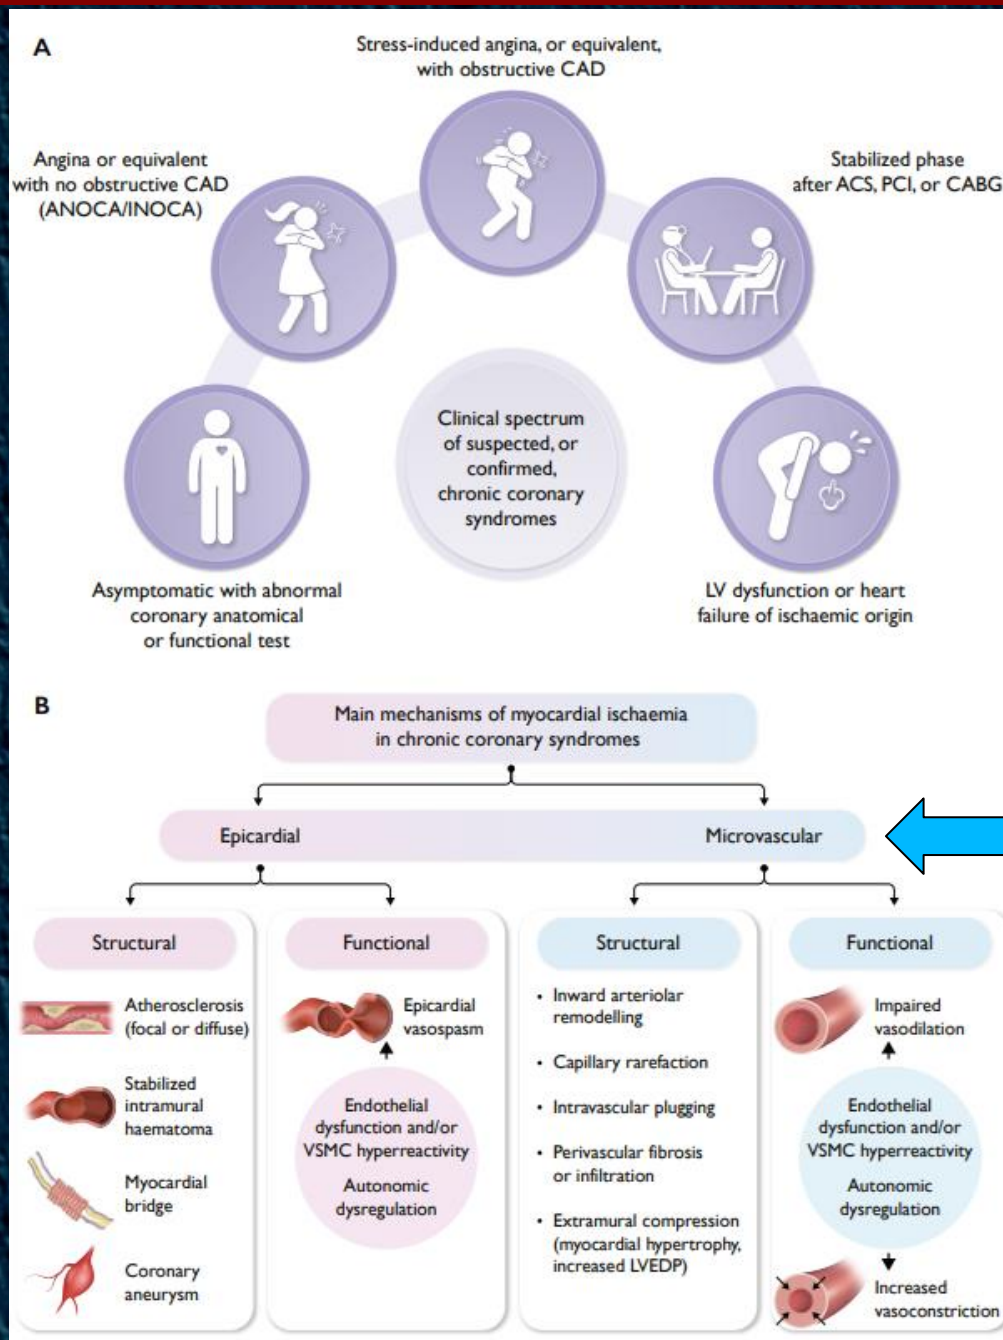 A
Stress-induced angina, or equivalent,
with obstructive CAD
Angina or equivalent
with no obstructive CAD
(ANOCA/INOCA)
Stabilized phase
after ACS, PCI, or CABG
Clinical spectrum
of suspected, or
confirmed,
chronic coronary
syndromes
Asymptomatic with abnormal
coronary anatomical
or functional test
LV dysfunction or heart
failure of ischaemic origin
B
Main mechanisms of myocardial ischaemia
in chronic coronary syndromes
Epicardial
Microvascular
Structural
Atherosclerosis
(focal or diffuse)
Stabilized
intramural
haematoma
Myocardial
bridge
Coronary
aneurysm
Functional
Epicardial
vasospasm
Endothelial
dysfunction and/or
VSMC hyperreactivity
Autonomic
dysregulation
Structural
• Inward arteriolar
remodelling
• Capillary rarefaction
• Intravascular plugging
• Perivascular fibrosis
or infiltration
• Extramural compression
(myocardial hypertrophy,
increased LVEDP)
Functional
Impaired
vasodilation
Endothelial
dysfunction and/or
VSMC hyperreactivity
Autonomic
dysregulation
Increased
vasoconstriction